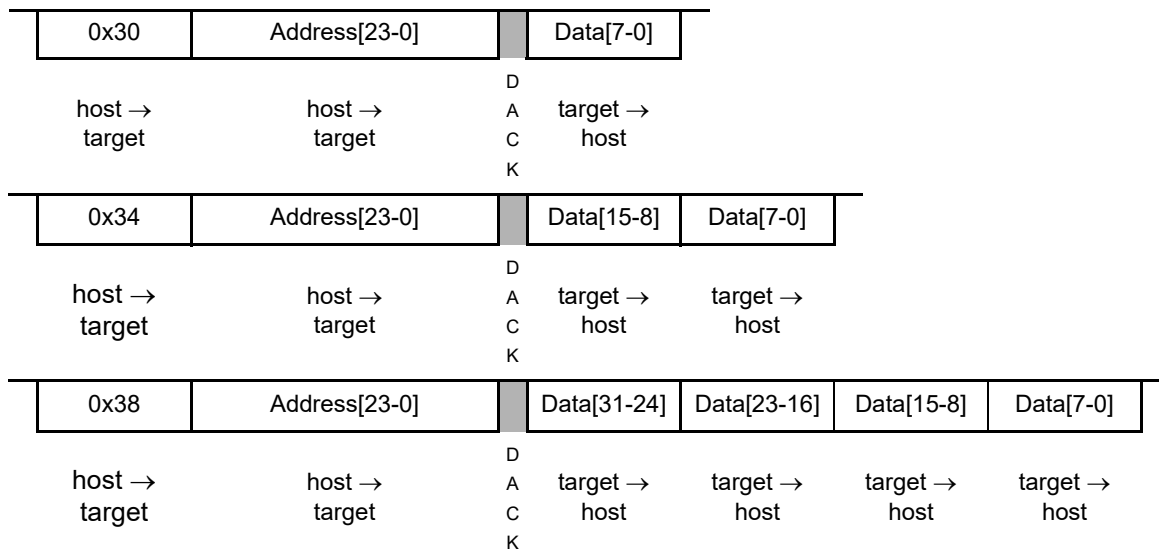 0x30 Address[23-0] Data[7-0]
D
host → host → A target →
target target C host
K
0x34 Address[23-0] Data[15-8] Data[7-0]
D
host → host → A target → target →
target target C host host
K
0x38 Address[23-0] Data[31-24] Data[23-16] Data[15-8] Data[7-0]
D
host → host → A target → target → target → target →
target target C host host host host
K